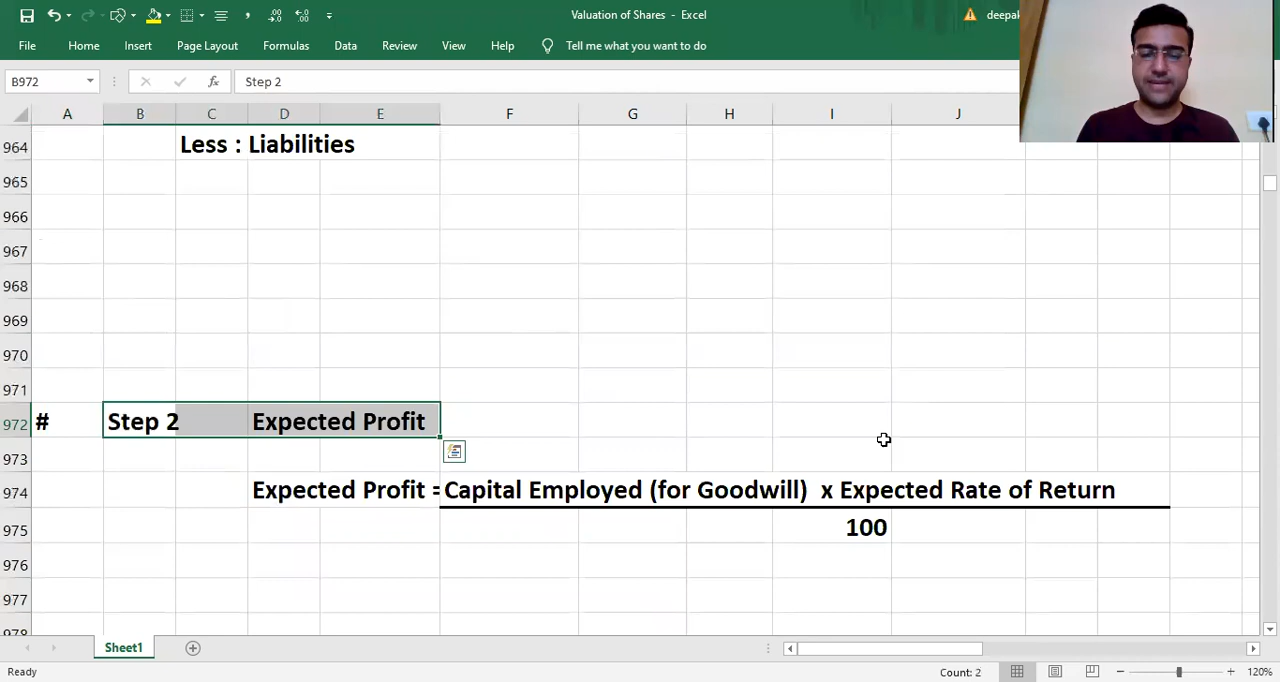 Valuation of Shares - Excel
deepak
File Home Insert Page Layout Formulas Data Review View Help Tell me what you want to do
B972 fx Step 2
A B C D E F G H I J
964 Less : Liabilities
965
966
967
968
969
970
971
972 # Step 2 Expected Profit
973
974 Expected Profit = Capital Employed (for Goodwill) x Expected Rate of Return
975 100
976
977
978
Sheet1
Ready Count: 2 120%